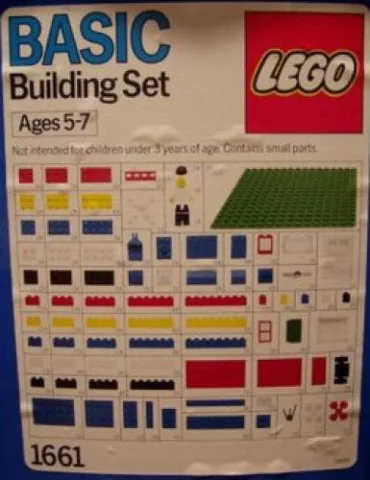 BASIC
Building Set
LEGO
Ages 5-7
Not intended for children under 3 years of age. Contains small parts.
1661